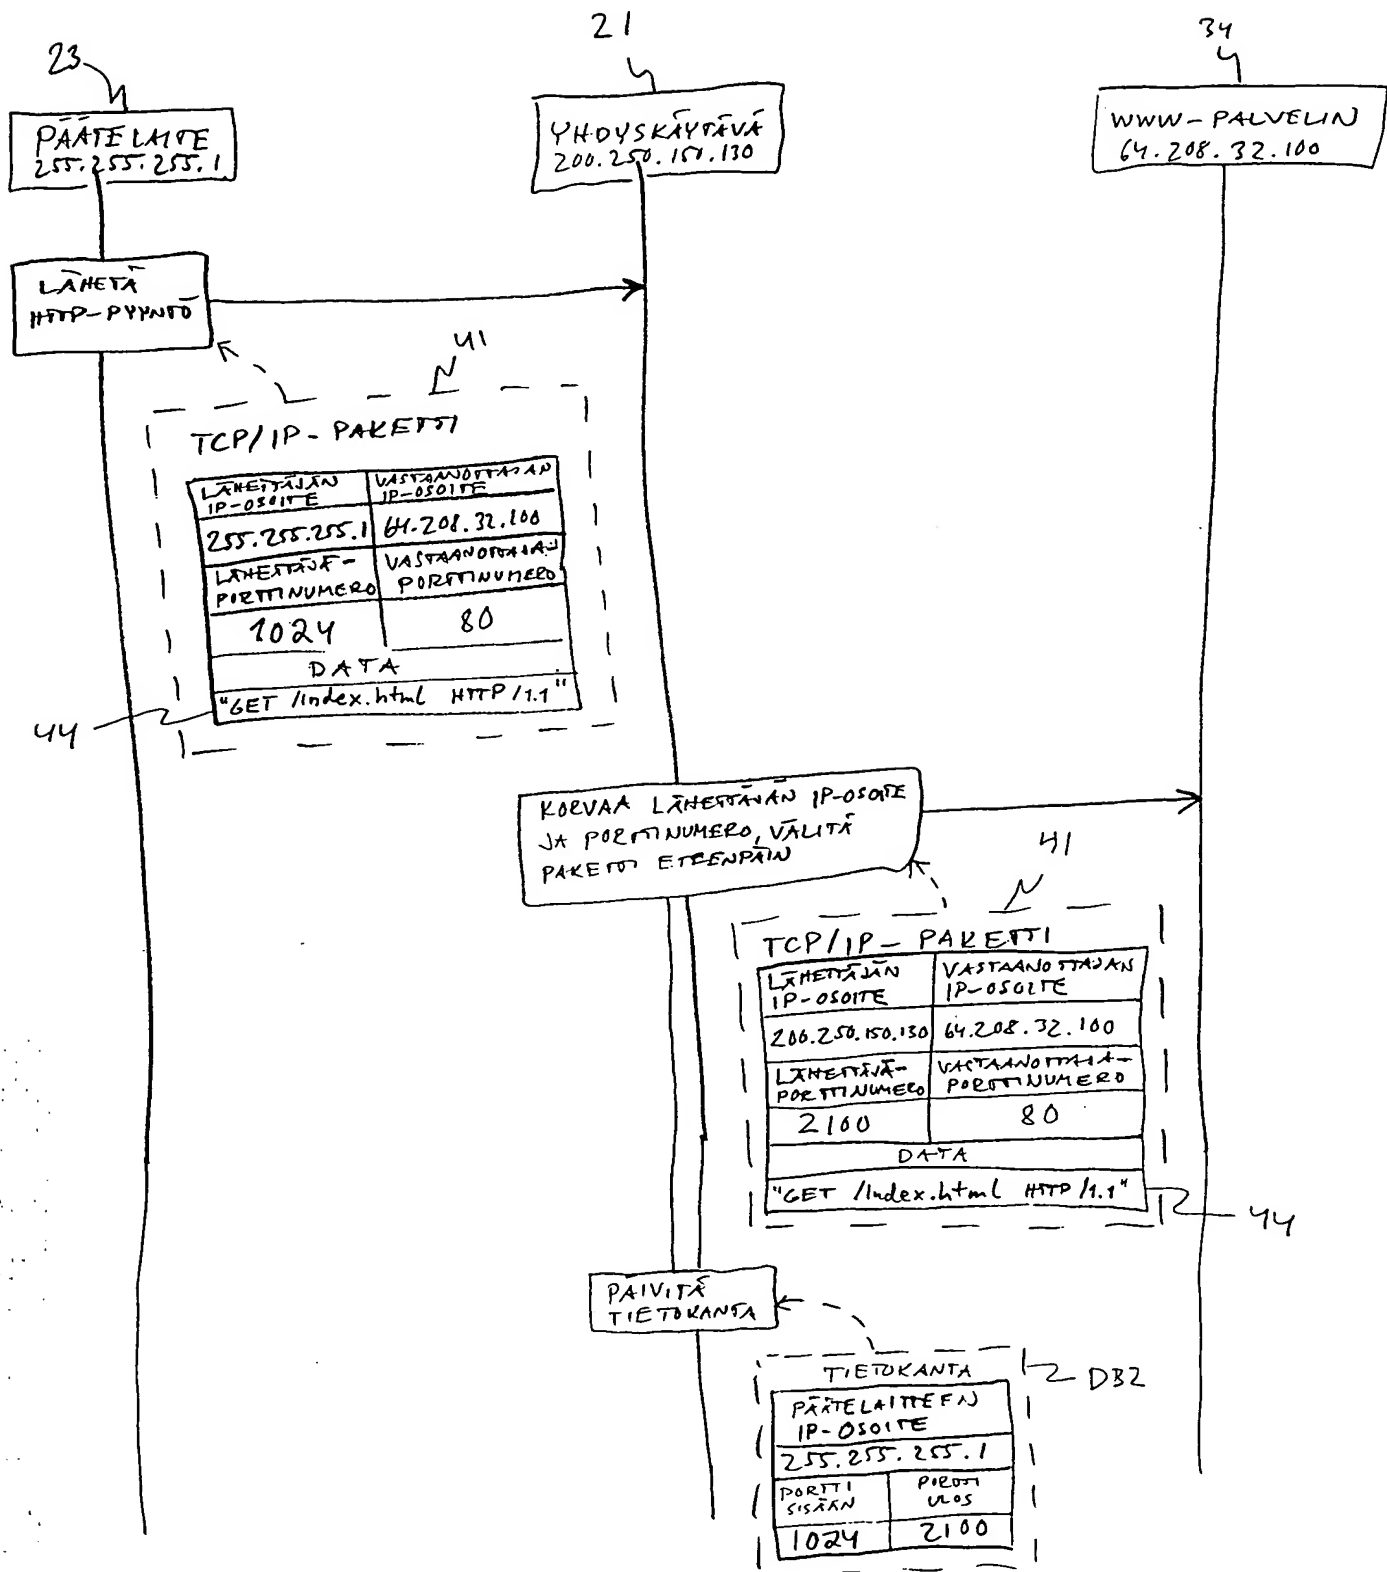 23
21
34
PÄÄTELAITE
255.255.255.1
YHDYSKÄYTÄVÄ
200.250.150.130
WWW-PALVELIN
64.208.32.100
LÄHETÄ
HTTP-PYYNTÖ
41
TCP/IP-PAKETTI
LÄHETTÄJÄN
IP-OSOITE
VASTAANOTTAJAN
IP-OSOITE
255.255.255.1
64.208.32.100
LÄHETTÄJÄ-
PORTTINUMERO
VASTAANOTTAJA-
PORTTINUMERO
1024
80
DATA
"GET /index.html HTTP/1.1"
44
KORVAA LÄHETTÄJÄN IP-OSOITE
JA PORTTINUMERO, VÄLITÄ
PAKETTI ETEENPÄIN
41
TCP/IP-PAKETTI
LÄHETTÄJÄN
IP-OSOITE
VASTAANOTTAJAN
IP-OSOITE
200.250.150.130
64.208.32.100
LÄHETTÄJÄ-
PORTTINUMERO
VASTAANOTTAJA-
PORTTINUMERO
2100
80
DATA
"GET /index.html HTTP/1.1"
44
PÄIVITÄ
TIETOKANTA
TIETOKANTA
DB2
PÄÄTELAITTEEN
IP-OSOITE
255.255.255.1
PORTTI
SISÄÄN
PORTTI
ULOS
1024
2100